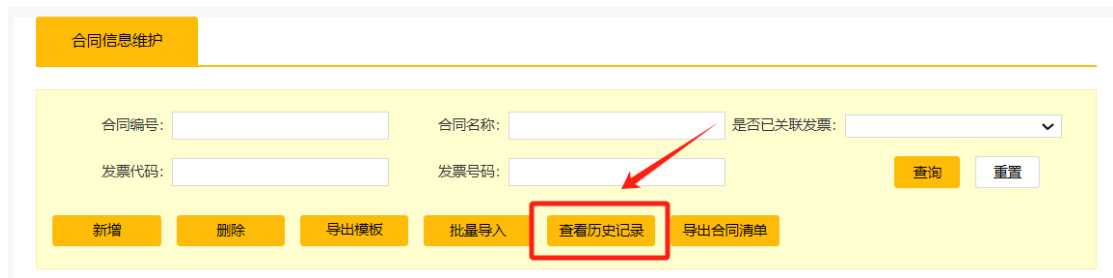 合同信息维护
合同编号: 合同名称: 是否已关联发票:
发票代码: 发票号码: 查询 重置
新增 删除 导出模板 批量导入 查看历史记录 导出合同清单